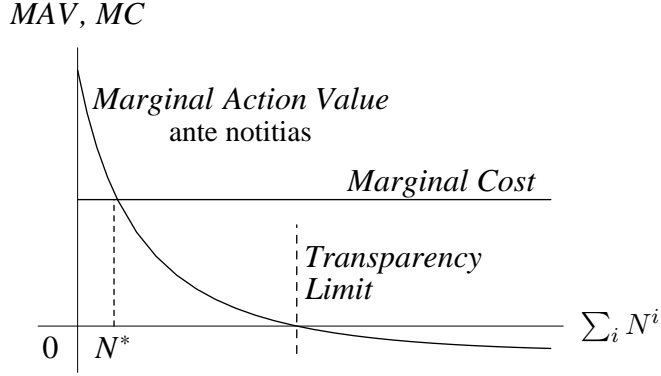 MAV, MC
Marginal Action Value
ante notitias
Marginal Cost
Transparency
Limit
0 N* ∑ᵢ Nⁱ